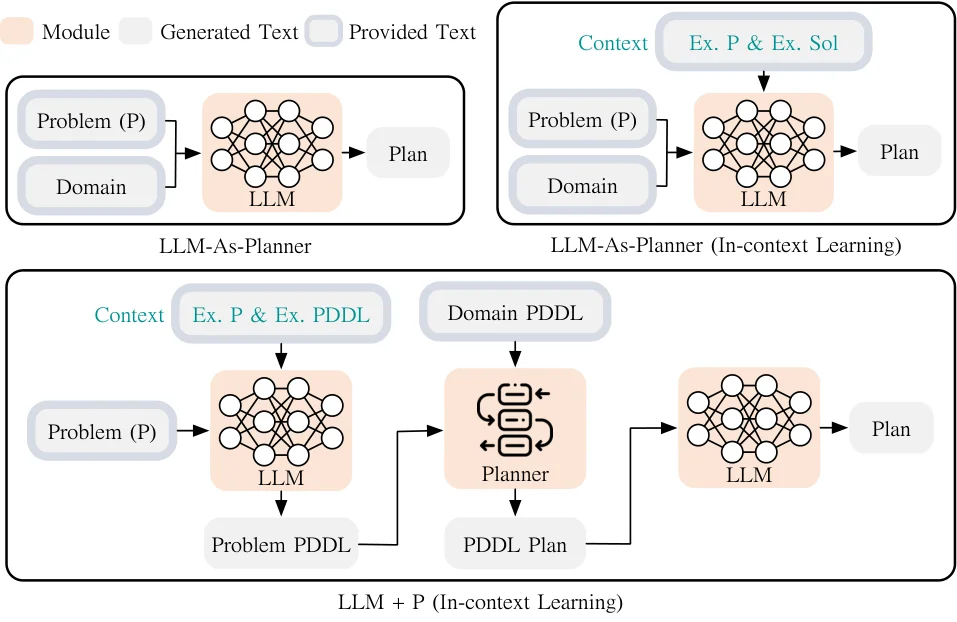 Module
Generated Text
Provided Text
Problem (P)
Domain
LLM
Plan
LLM-As-Planner
Context
Ex. P & Ex. Sol
Problem (P)
Domain
LLM
Plan
LLM-As-Planner (In-context Learning)
Context
Ex. P & Ex. PDDL
Domain PDDL
Problem (P)
LLM
Planner
LLM
Plan
Problem PDDL
PDDL Plan
LLM + P (In-context Learning)